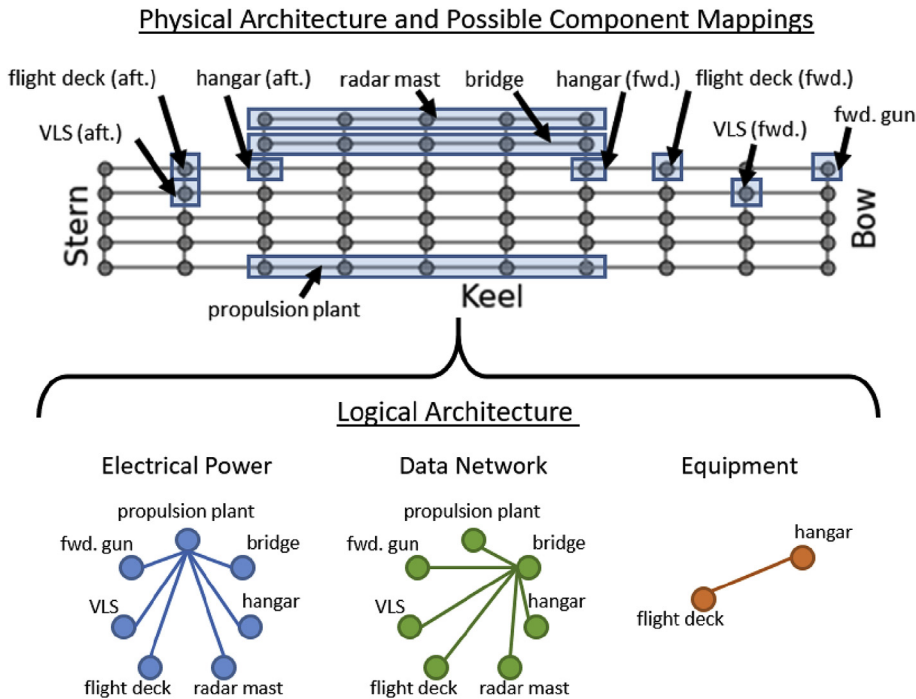 Physical Architecture and Possible Component Mappings
flight deck (aft.)
hangar (aft.)
radar mast
bridge
hangar (fwd.)
flight deck (fwd.)
VLS (aft.)
VLS (fwd.)
fwd. gun
Stern
Bow
Keel
propulsion plant
Logical Architecture
Electrical Power
Data Network
Equipment
propulsion plant
fwd. gun
bridge
VLS
hangar
flight deck
radar mast
propulsion plant
fwd. gun
bridge
VLS
hangar
flight deck
radar mast
hangar
flight deck